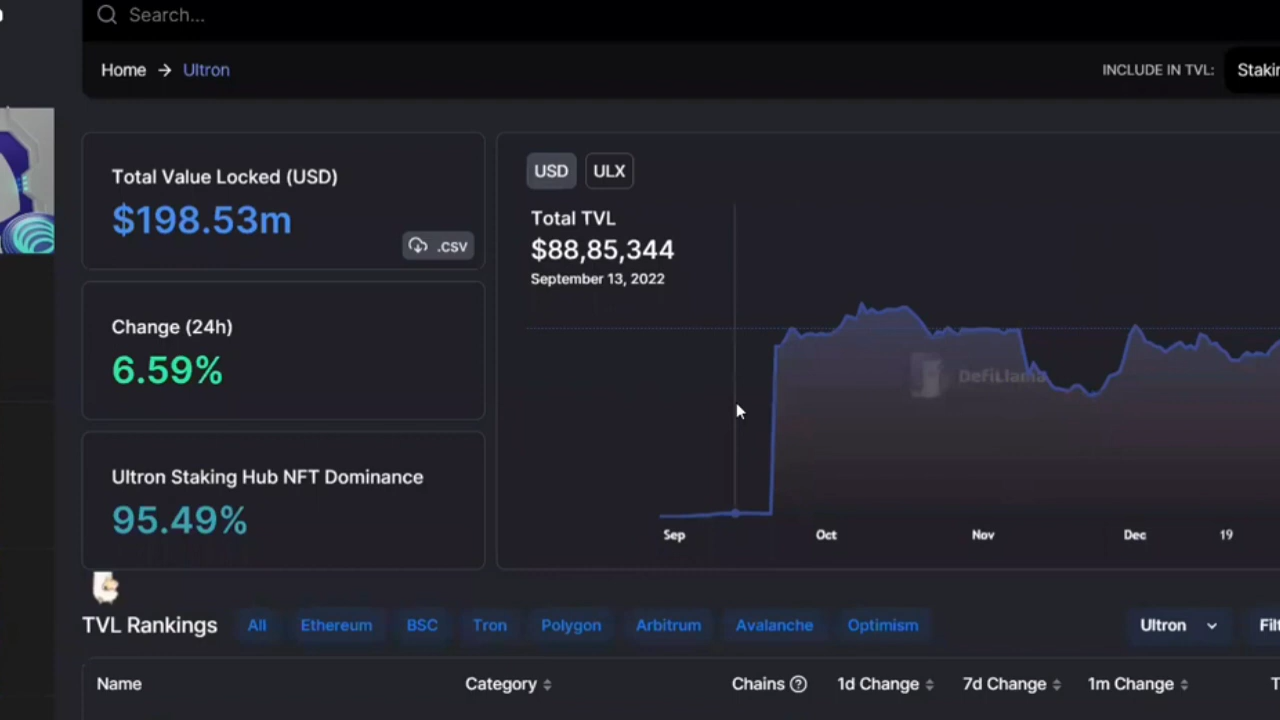 Search...
Home → Ultron
INCLUDE IN TVL:
Total Value Locked (USD)
$198.53m
.csv
Change (24h)
6.59%
Ultron Staking Hub NFT Dominance
95.49%
USD ULX
Total TVL
$88,85,344
September 13, 2022
DefiLlama
Sep Oct Nov Dec 19
TVL Rankings All Ethereum BSC Tron Polygon Arbitrum Avalanche Optimism Ultron
Name Category Chains 1d Change 7d Change 1m Change